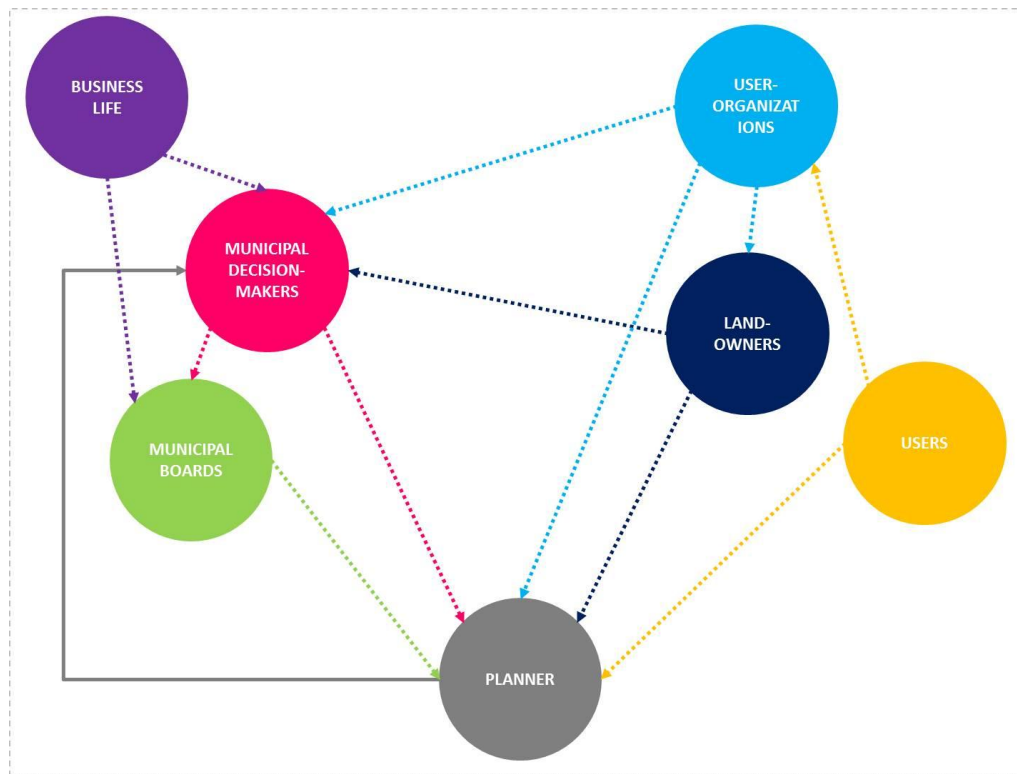 BUSINESS
LIFE
USER-
ORGANIZAT
IONS
MUNICIPAL
DECISION-
MAKERS
LAND-
OWNERS
MUNICIPAL
BOARDS
USERS
PLANNER